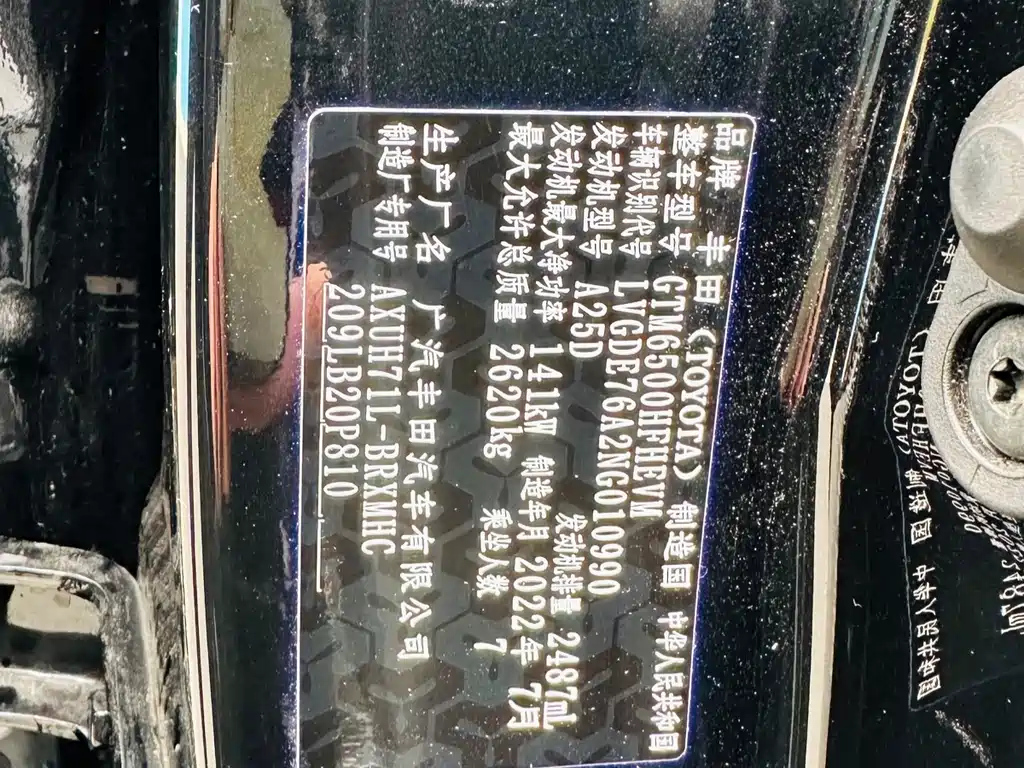 品牌 丰田（TOYOTA） 制造国 中华人民共和国
整车型号 GTM6500HFHEVM
车辆识别代号 LVGDE76A2NG010990
发动机型号 A25D 发动机排量 2487ml
发动机最大净功率 141kW 制造年月 2022年 7月
最大允许总质量 2620kg 乘坐人数 7
生产厂名 广汽丰田汽车有限公司
制造厂专用号 AXUH71L-BRXMHC
209 LB20 P810